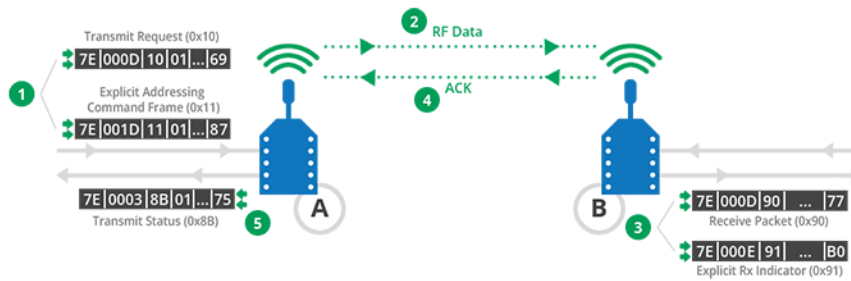 Transmit Request (0x10)
7E 000D 10 01 ... 69
1
Explicit Addressing
Command Frame (0x11)
7E 001D 11 01 ... 87
7E 0003 8B 01 ... 75
Transmit Status (0x8B)
5
A
2
RF Data
4
ACK
B
3
7E 000D 90 ... 77
Receive Packet (0x90)
7E 000E 91 ... B0
Explicit Rx Indicator (0x91)